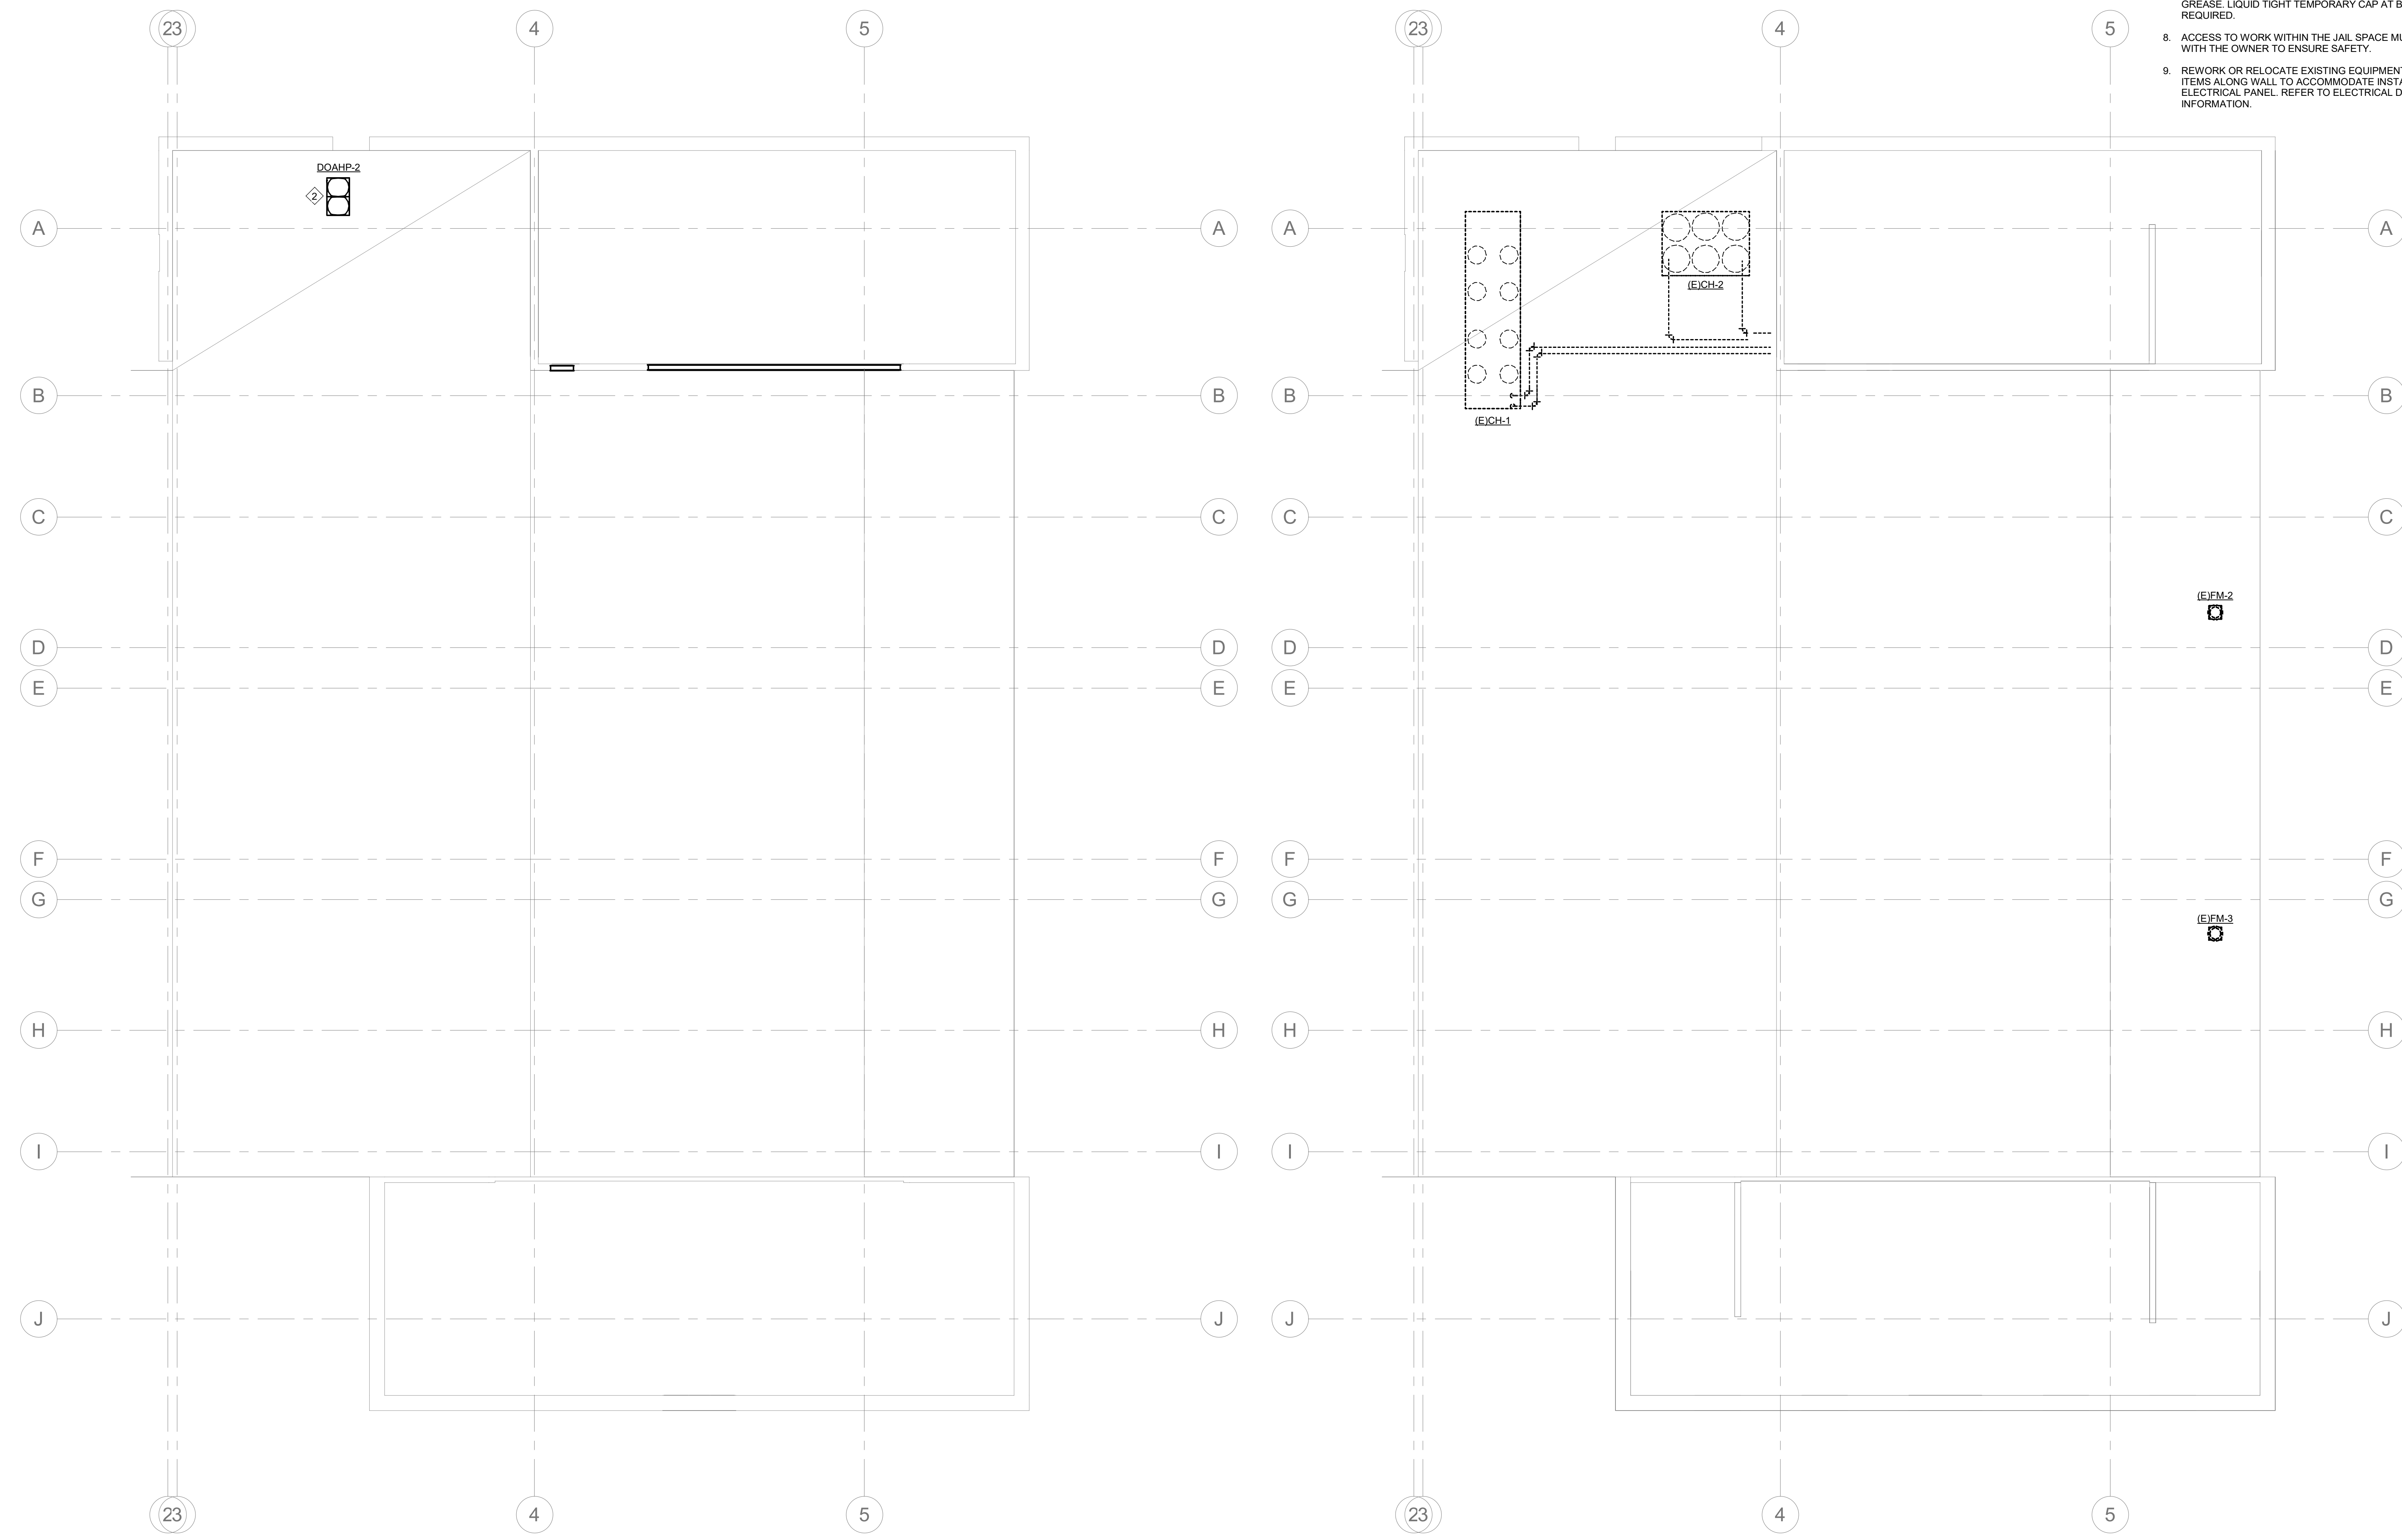 23 4 5 23 4 5
GREASE. LIQUID TIGHT TEMPORARY CAP AT B
REQUIRED.
8. ACCESS TO WORK WITHIN THE JAIL SPACE MU
WITH THE OWNER TO ENSURE SAFETY.
9. REWORK OR RELOCATE EXISTING EQUIPMENT
ITEMS ALONG WALL TO ACCOMMODATE INSTA
ELECTRICAL PANEL. REFER TO ELECTRICAL D
INFORMATION.
DOAHP-2
2
A A A A
(E)CH-2
B B B B
(E)CH-1
C C C C
(E)FM-2
D D D D
E E E E
F F F F
G G G G
(E)FM-3
H H H H
I I I I
J J J J
23 4 5 23 4 5